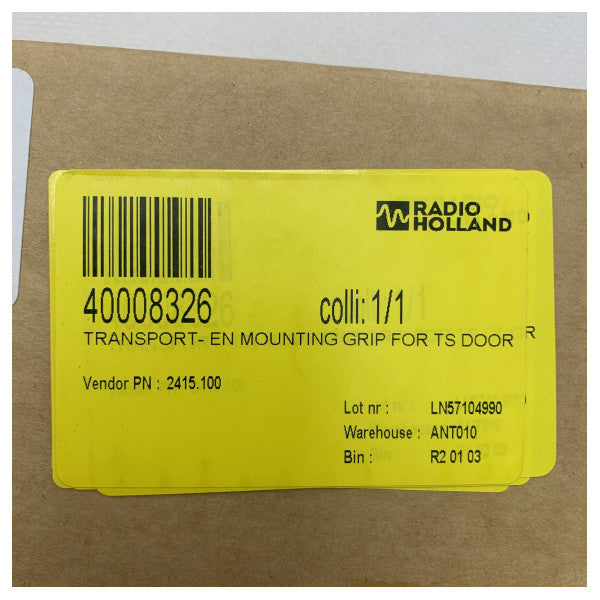 RADIO
HOLLAND
40008326 colli: 1/1
TRANSPORT- EN MOUNTING GRIP FOR TS DOOR
Vendor PN : 2415.100
Lot nr : LN57104990
Warehouse : ANT010
Bin : R2 01 03